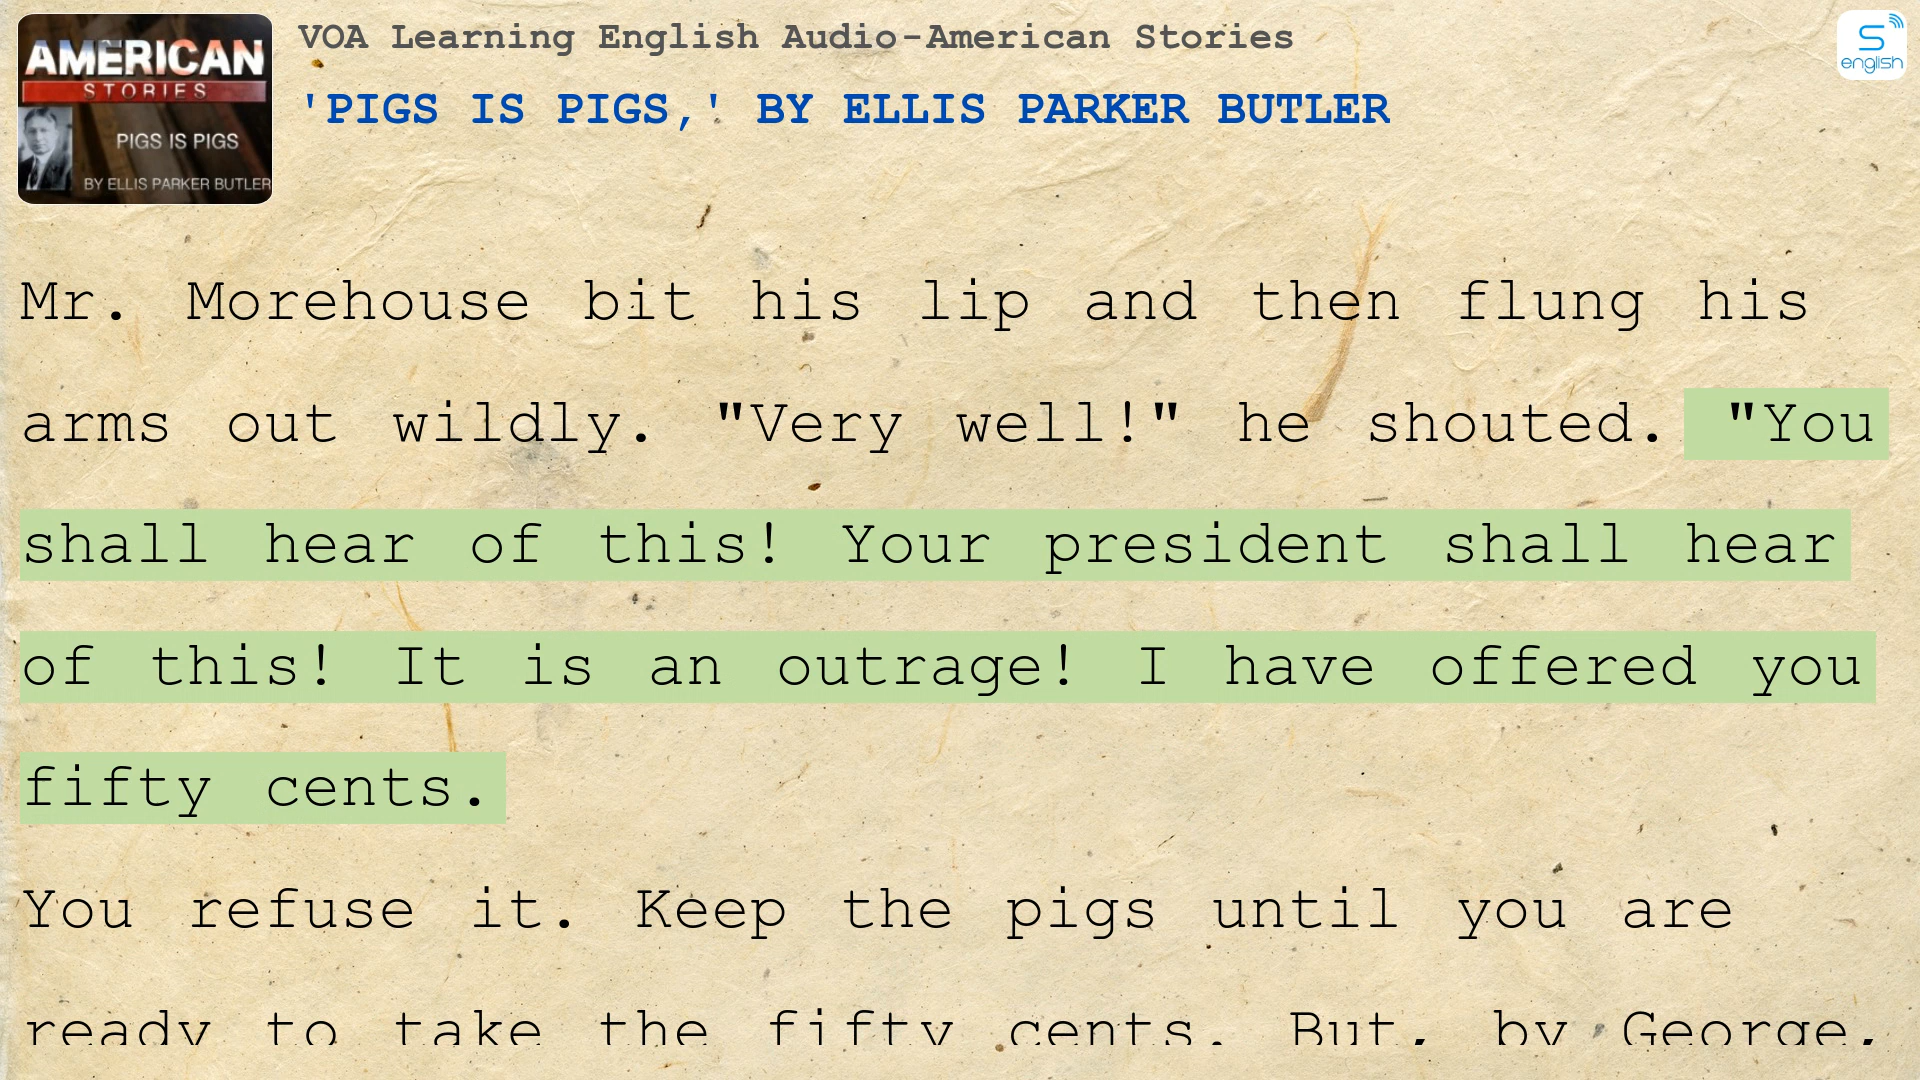 AMERICAN
STORIES
PIGS IS PIGS
BY ELLIS PARKER BUTLER
VOA Learning English Audio-American Stories
'PIGS IS PIGS,' BY ELLIS PARKER BUTLER
S
english
Mr. Morehouse bit his lip and then flung his
arms out wildly. "Very well!" he shouted. "You
shall hear of this! Your president shall hear
of this! It is an outrage! I have offered you
fifty cents.
You refuse it. Keep the pigs until you are
ready to take the fifty cents. But, by George,